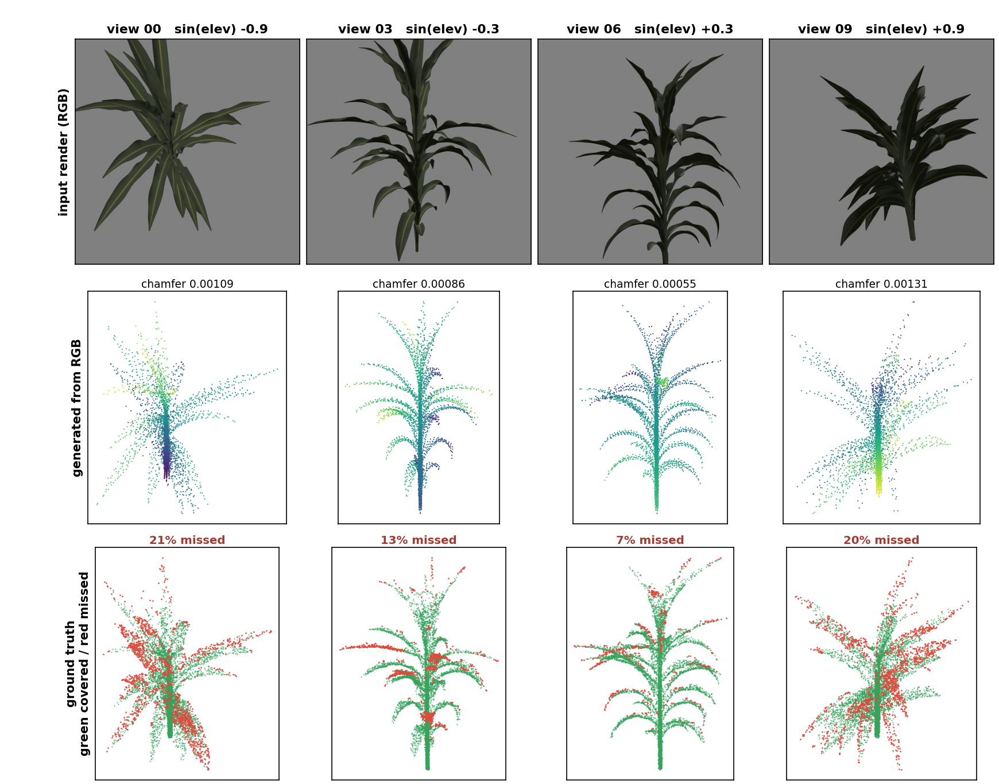 view 00   sin(elev) -0.9
view 03   sin(elev) -0.3
view 06   sin(elev) +0.3
view 09   sin(elev) +0.9
input render (RGB)
chamfer 0.00109
chamfer 0.00086
chamfer 0.00055
chamfer 0.00131
generated from RGB
21% missed
13% missed
7% missed
20% missed
ground truth
green covered / red missed